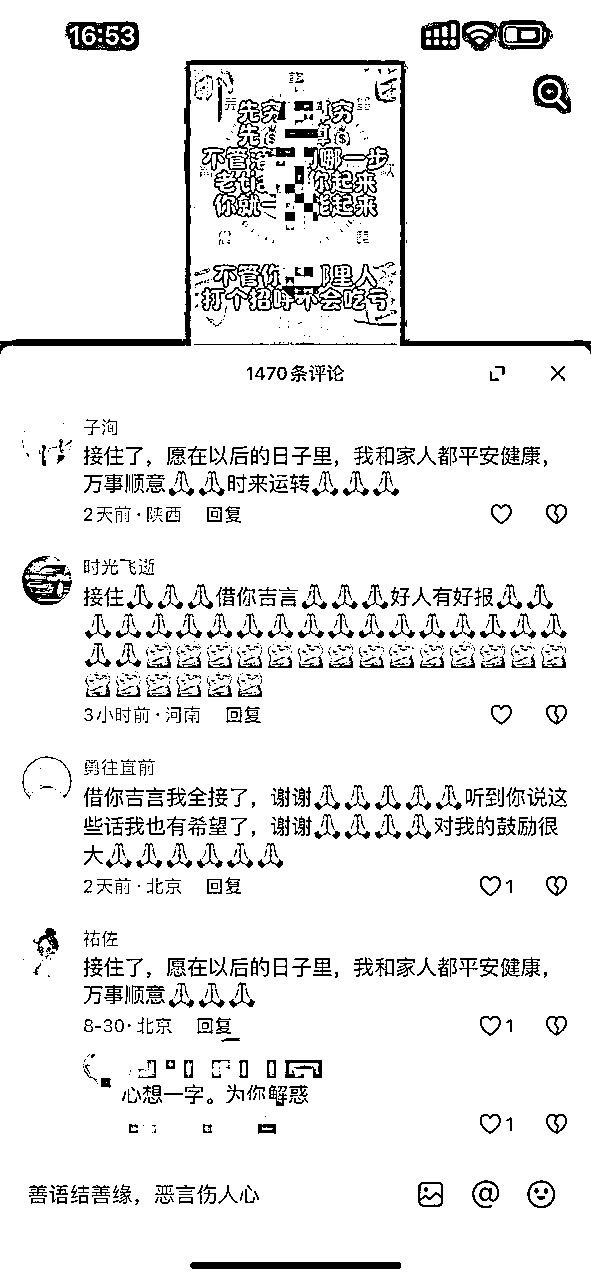 16:53
先穷 穷
先
不管落 哪一步
老 你起来
你就一 能起来
不管你 那里人
打个招呼不会吃亏
1470条评论
子洵
接住了，愿在以后的日子里，我和家人都平安健康，
万事顺意🙏🙏时来运转🙏🙏🙏
2天前·陕西 回复
时光飞逝
接住🙏🙏🙏借你吉言🙏🙏🙏好人有好报🙏🙏
🙏🙏🙏🙏🙏🙏🙏🙏🙏🙏🙏🙏🙏🙏🙏🙏
🙏🙏
3小时前·河南 回复
勇往直前
借你吉言我全接了，谢谢🙏🙏🙏🙏🙏听到你说这
些话我也有希望了，谢谢🙏🙏🙏🙏对我的鼓励很
大🙏🙏🙏🙏🙏🙏
2天前·北京 回复
1
祐佐
接住了，愿在以后的日子里，我和家人都平安健康，
万事顺意🙏🙏🙏
8-30·北京 回复
1
心想一字。为你解惑
1
善语结善缘，恶言伤人心